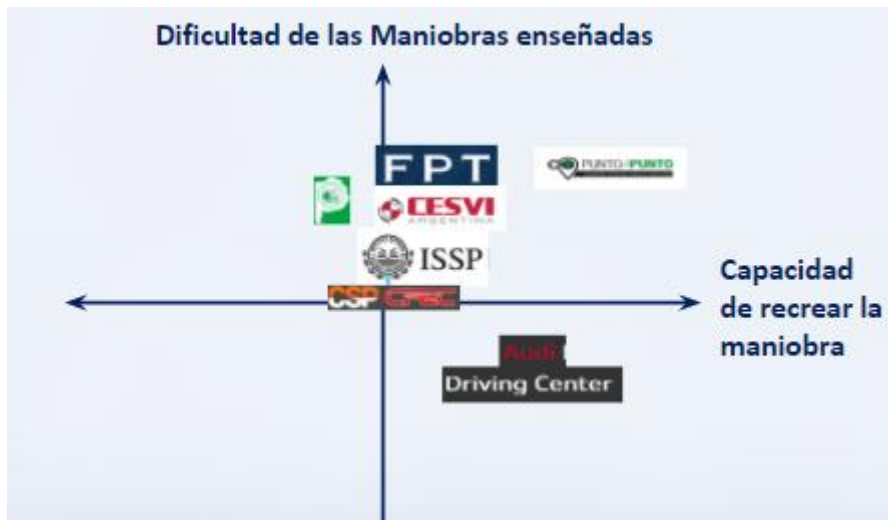 Dificultad de las Maniobras enseñadas
FPT
PUNTO PUNTO
CESVI
ARGENTINA
ISSP
CSP
Capacidad
de recrear la
maniobra
Audi
Driving Center